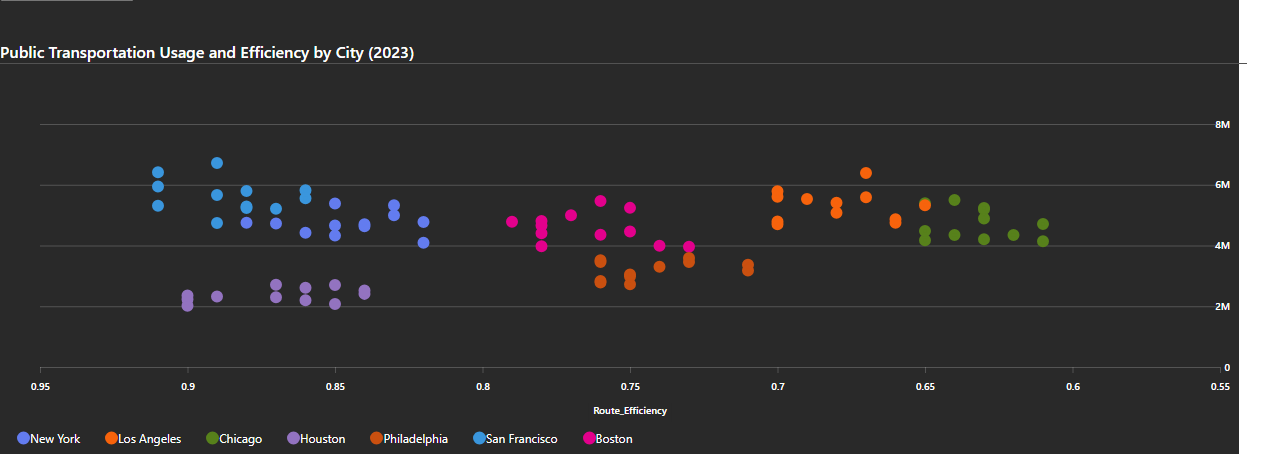 Public Transportation Usage and Efficiency by City (2023)
8M
6M
4M
2M
0
0.95 0.9 0.85 0.8 0.75 0.7 0.65 0.6 0.55
Route_Efficiency
New York Los Angeles Chicago Houston Philadelphia San Francisco Boston